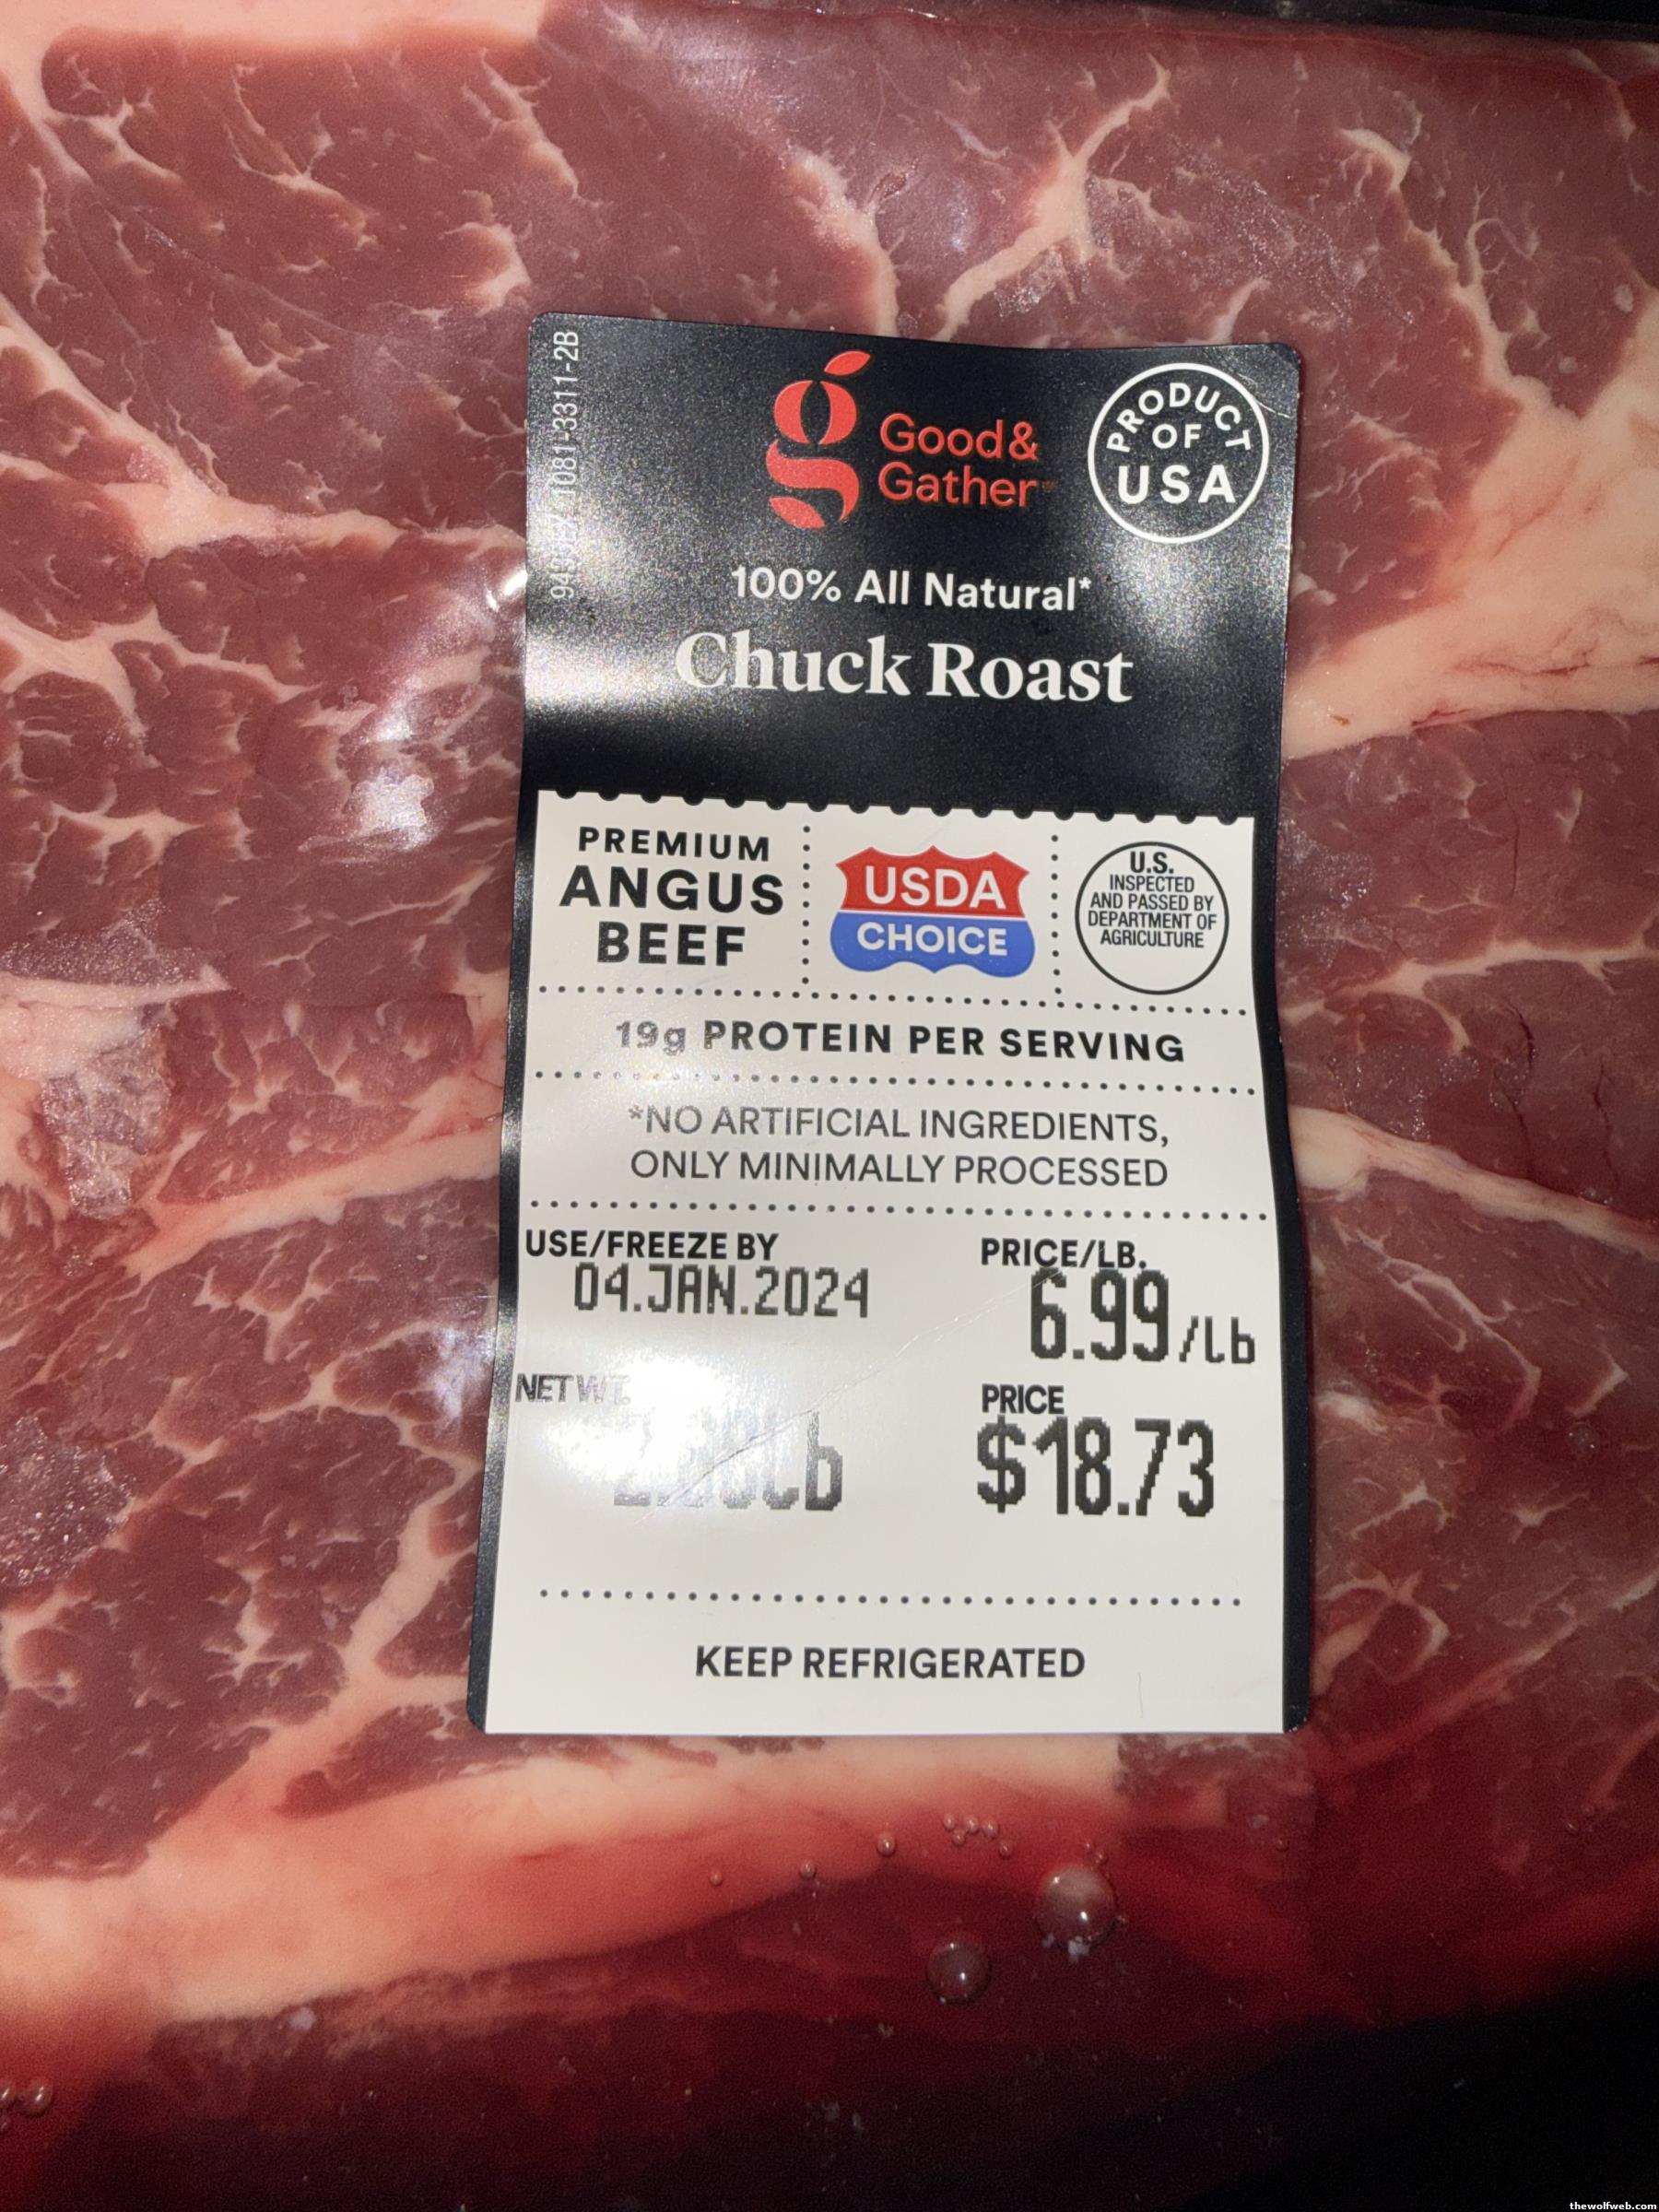 Good&
Gather
PRODUCT
OF
USA
100% All Natural*
Chuck Roast
PREMIUM
ANGUS
BEEF
USDA
CHOICE
U.S.
INSPECTED
AND PASSED BY
DEPARTMENT OF
AGRICULTURE
19g PROTEIN PER SERVING
*NO ARTIFICIAL INGREDIENTS,
ONLY MINIMALLY PROCESSED
USE/FREEZE BY
04.JAN.2024
PRICE/LB.
6.99/lb
NET WT.
PRICE
$18.73
KEEP REFRIGERATED
thewolfweb.com